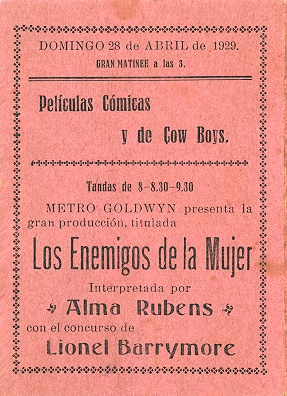 DOMINGO 28 de ABRIL de 1929.
GRAN MATINEE a las 3.
Películas Cómicas
y de Cow Boys.
Tandas de 8-8.30-9.30
METRO GOLDWYN presenta la
gran producción, titulada
Los Enemigos de la Mujer
Interpretada por
Alma Rubens
con el concurso de
Lionel Barrymore